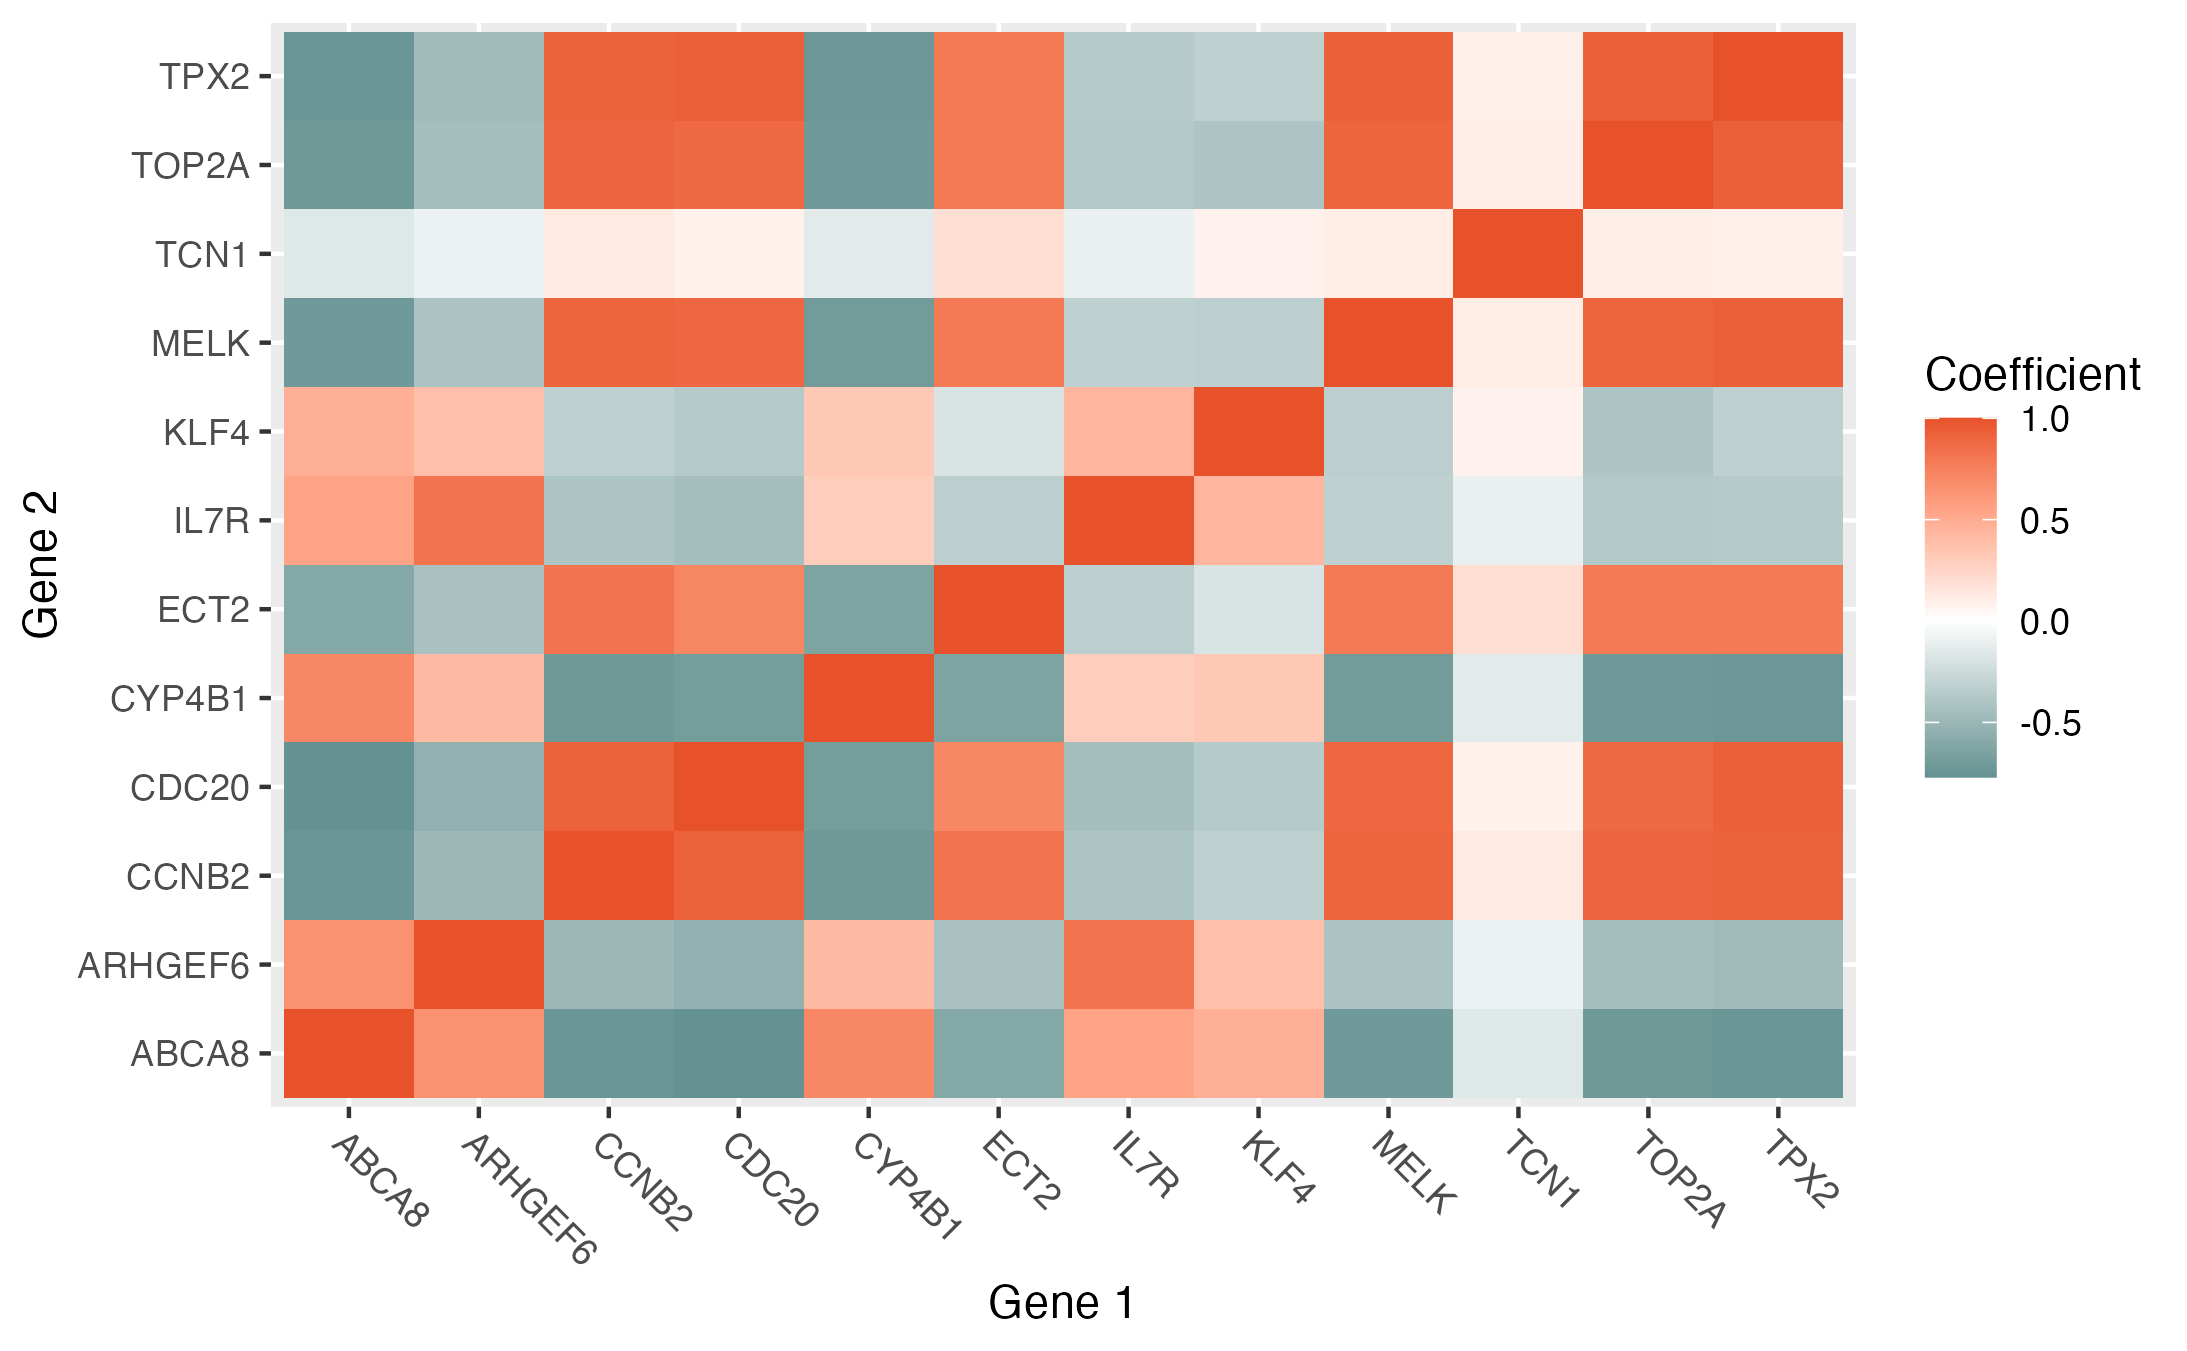 TPX2
TOP2A
TCN1
MELK
KLF4
IL7R
ECT2
CYP4B1
CDC20
CCNB2
ARHGEF6
ABCA8
Gene 2
ABCA8
ARHGEF6
CCNB2
CDC20
CYP4B1
ECT2
IL7R
KLF4
MELK
TCN1
TOP2A
TPX2
Gene 1
Coefficient
1.0
0.5
0.0
-0.5